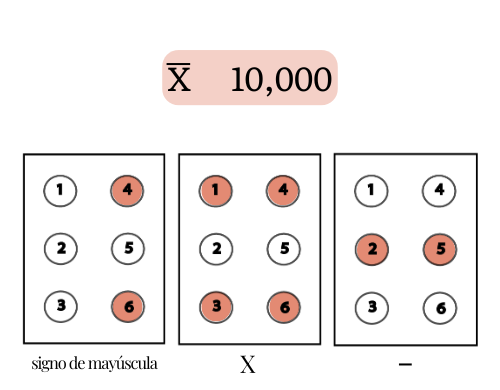 X̅ 10,000
1 4 1 4 1 4
2 5 2 5 2 5
3 6 3 6 3 6
signo de mayúscula X –